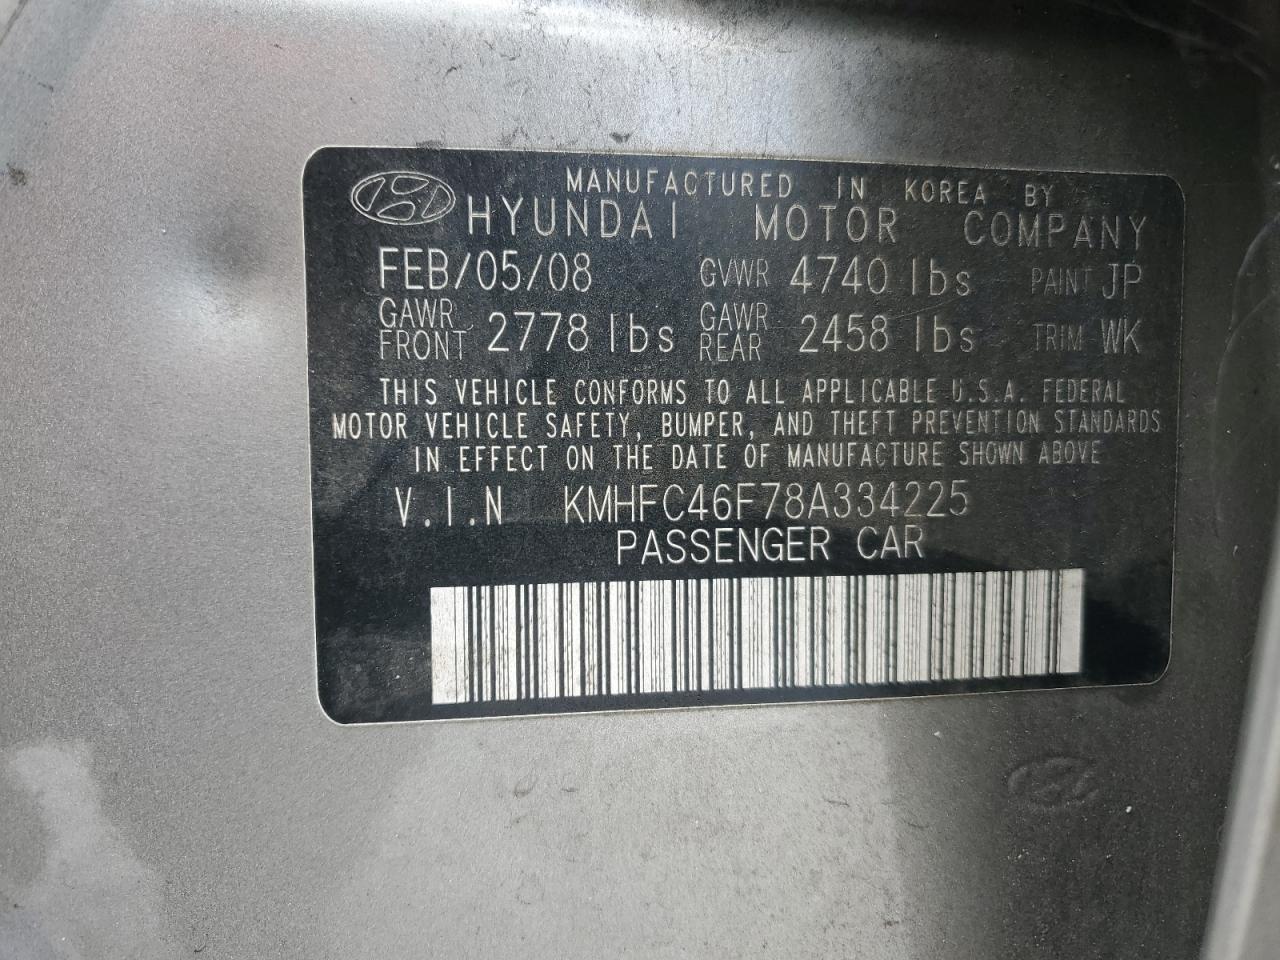 MANUFACTURED IN KOREA BY
HYUNDAI MOTOR COMPANY
FEB/05/08 GVWR 4740 lbs PAINT JP
GAWR FRONT 2778 lbs GAWR REAR 2458 lbs TRIM WK
THIS VEHICLE CONFORMS TO ALL APPLICABLE U.S.A. FEDERAL
MOTOR VEHICLE SAFETY, BUMPER, AND THEFT PREVENTION STANDARDS
IN EFFECT ON THE DATE OF MANUFACTURE SHOWN ABOVE
V.I.N KMHFC46F78A334225
PASSENGER CAR